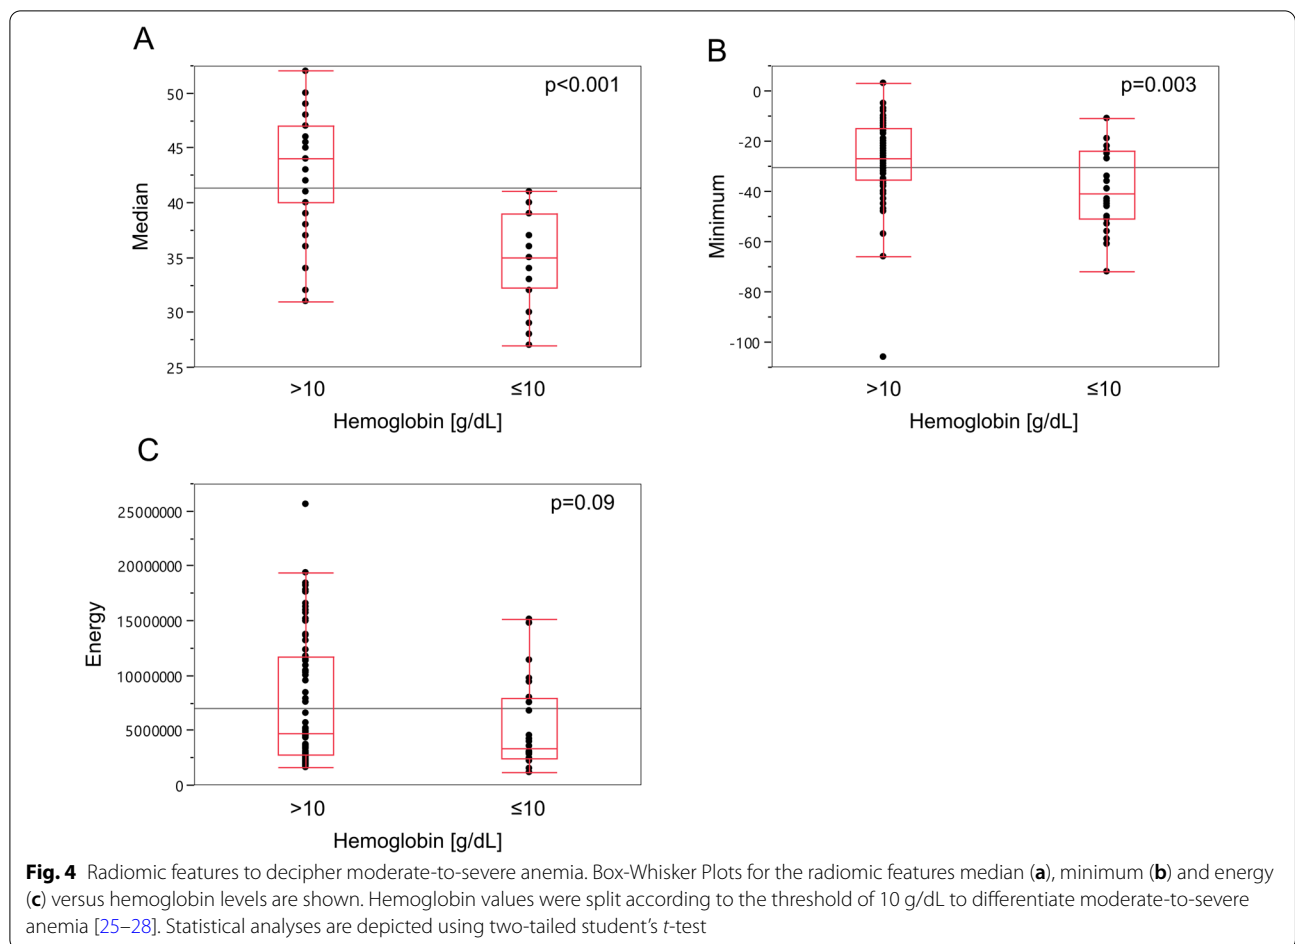 A
p<0.001
50
45
40
35
30
25
Median
>10
≤10
Hemoglobin [g/dL]
B
p=0.003
0
-20
-40
-60
-80
-100
Minimum
>10
≤10
Hemoglobin [g/dL]
C
p=0.09
25000000
20000000
15000000
10000000
5000000
0
Energy
>10
≤10
Hemoglobin [g/dL]
Fig. 4 Radiomic features to decipher moderate-to-severe anemia. Box-Whisker Plots for the radiomic features median (a), minimum (b) and energy
(c) versus hemoglobin levels are shown. Hemoglobin values were split according to the threshold of 10 g/dL to differentiate moderate-to-severe
anemia [25–28]. Statistical analyses are depicted using two-tailed student's t-test